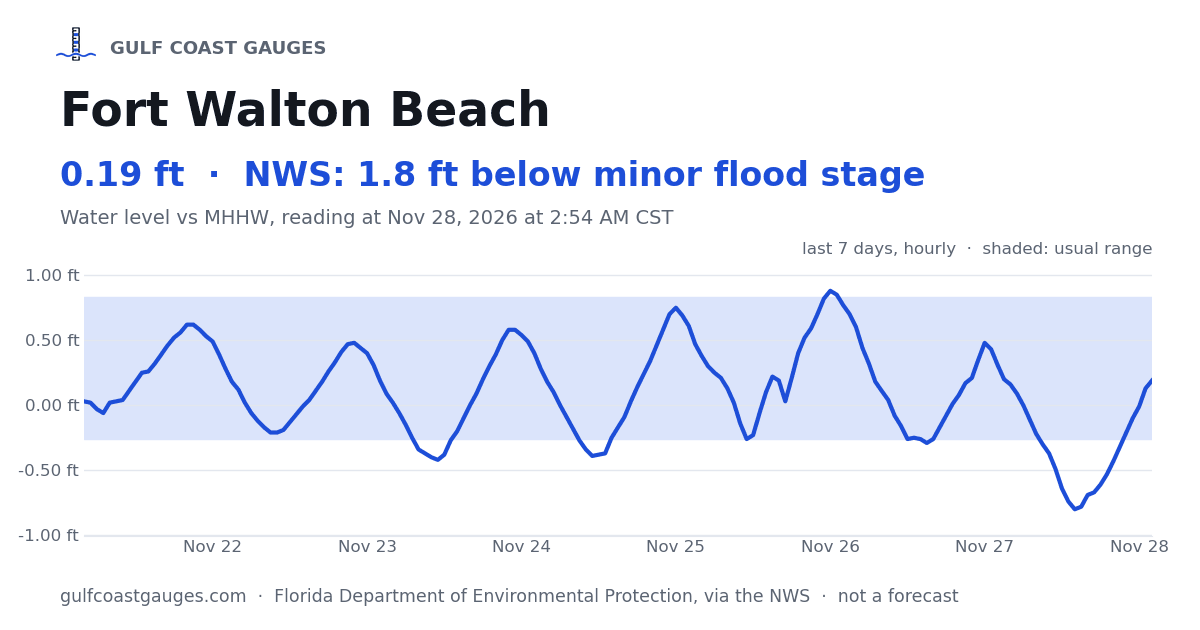 GULF COAST GAUGES
Fort Walton Beach
0.19 ft · NWS: 1.8 ft below minor flood stage
Water level vs MHHW, reading at Nov 28, 2026 at 2:54 AM CST
last 7 days, hourly · shaded: usual range
1.00 ft
0.50 ft
0.00 ft
-0.50 ft
-1.00 ft
Nov 22 Nov 23 Nov 24 Nov 25 Nov 26 Nov 27 Nov 28
gulfcoastgauges.com · Florida Department of Environmental Protection, via the NWS · not a forecast